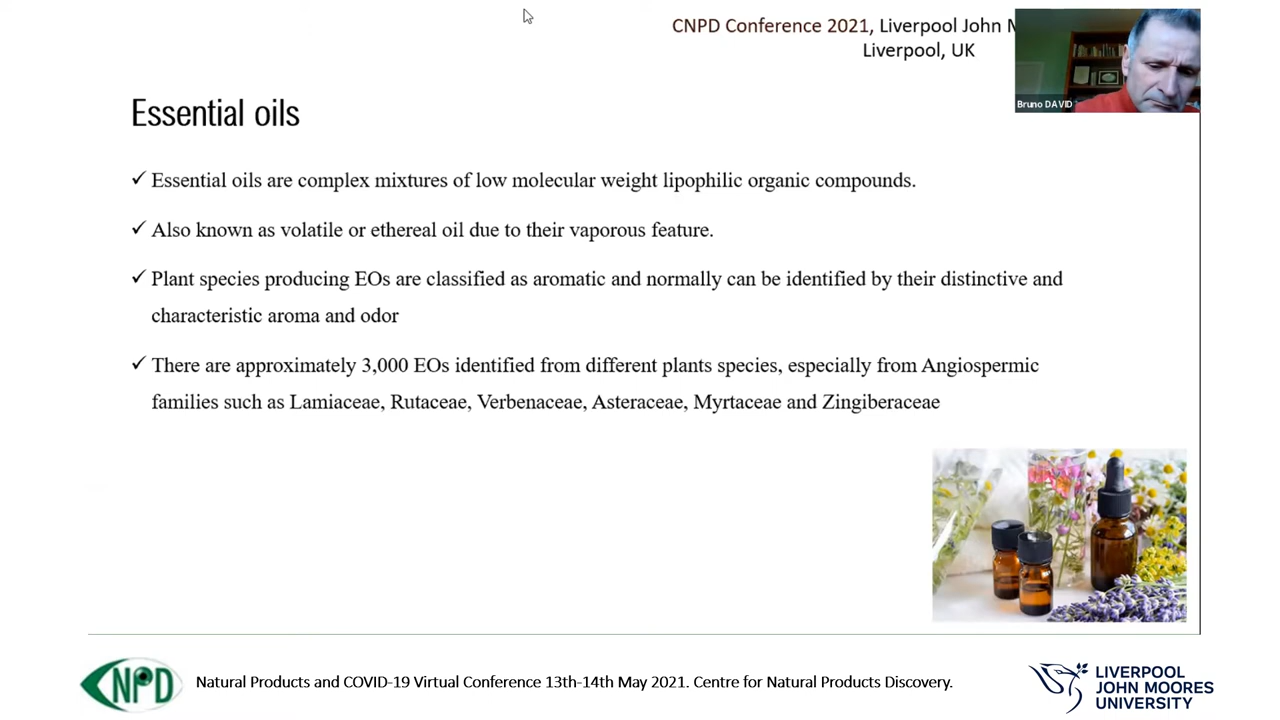 CNPD Conference 2021, Liverpool John
Liverpool, UK
Bruno DAVID
Essential oils
✓ Essential oils are complex mixtures of low molecular weight lipophilic organic compounds.
✓ Also known as volatile or ethereal oil due to their vaporous feature.
✓ Plant species producing EOs are classified as aromatic and normally can be identified by their distinctive and
characteristic aroma and odor
✓ There are approximately 3,000 EOs identified from different plants species, especially from Angiospermic
families such as Lamiaceae, Rutaceae, Verbenaceae, Asteraceae, Myrtaceae and Zingiberaceae
CNPD
Natural Products and COVID-19 Virtual Conference 13th-14th May 2021. Centre for Natural Products Discovery.
LIVERPOOL
JOHN MOORES
UNIVERSITY